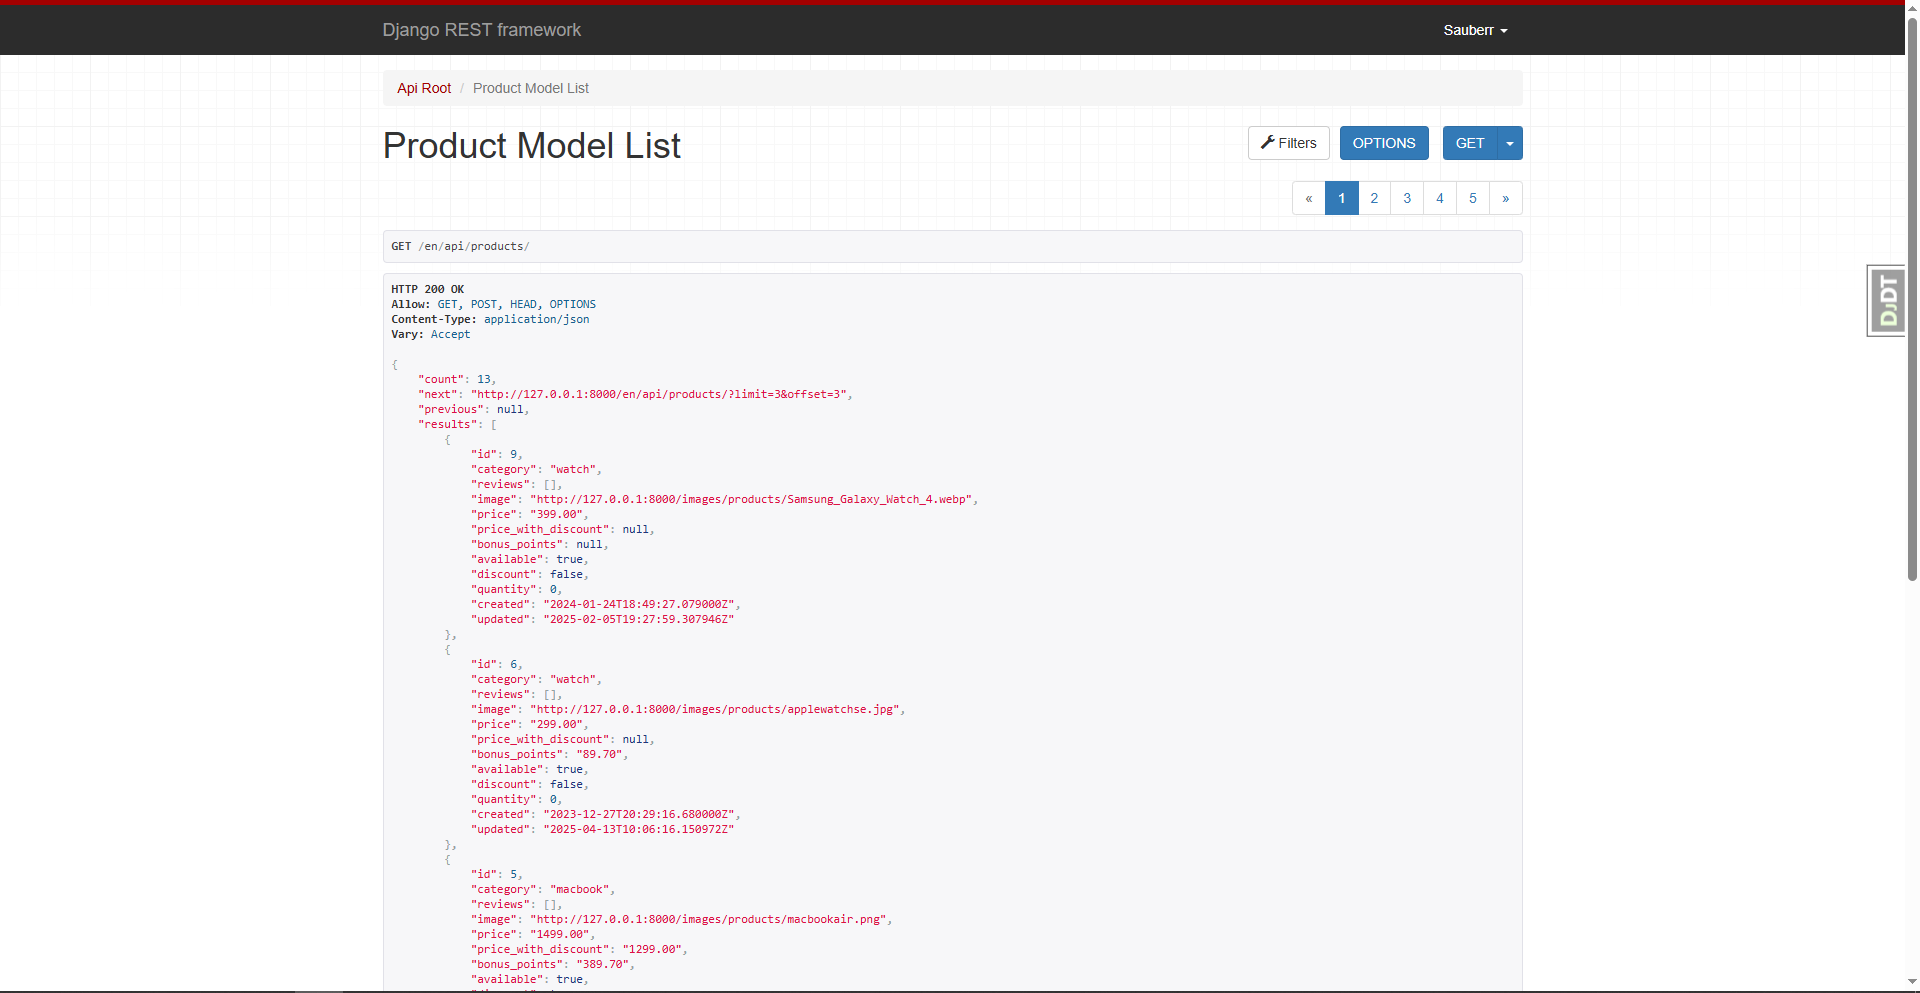 Django REST framework
Sauberr
Api Root / Product Model List
Product Model List
Filters
OPTIONS
GET
« 1 2 3 4 5 »
GET /en/api/products/
DJDT
HTTP 200 OK
Allow: GET, POST, HEAD, OPTIONS
Content-Type: application/json
Vary: Accept
{
"count": 13,
"next": "http://127.0.0.1:8000/en/api/products/?limit=3&offset=3",
"previous": null,
"results": [
{
"id": 9,
"category": "watch",
"reviews": [],
"image": "http://127.0.0.1:8000/images/products/Samsung_Galaxy_Watch_4.webp",
"price": "399.00",
"price_with_discount": null,
"bonus_points": null,
"available": true,
"discount": false,
"quantity": 0,
"created": "2024-01-24T18:49:27.079000Z",
"updated": "2025-02-05T19:27:59.307946Z"
},
{
"id": 6,
"category": "watch",
"reviews": [],
"image": "http://127.0.0.1:8000/images/products/applewatchse.jpg",
"price": "299.00",
"price_with_discount": null,
"bonus_points": "89.70",
"available": true,
"discount": false,
"quantity": 0,
"created": "2023-12-27T20:29:16.680000Z",
"updated": "2025-04-13T10:06:16.150972Z"
},
{
"id": 5,
"category": "macbook",
"reviews": [],
"image": "http://127.0.0.1:8000/images/products/macbookair.png",
"price": "1499.00",
"price_with_discount": "1299.00",
"bonus_points": "389.70",
"available": true,